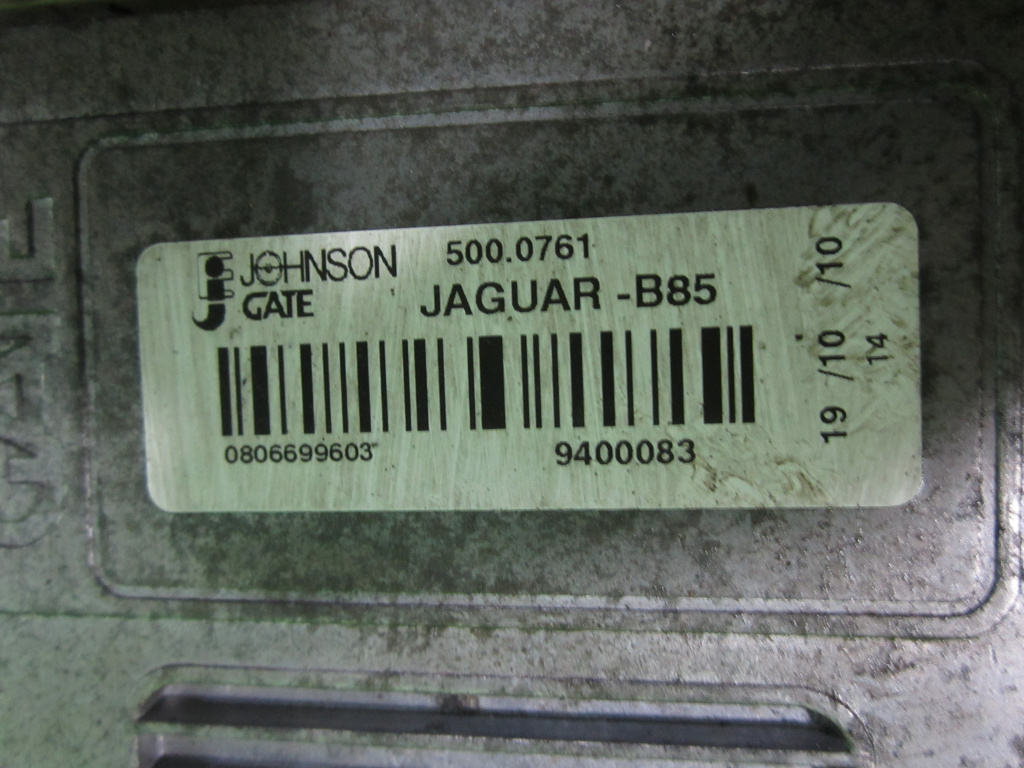 JOHNSON 500.0761
GATE JAGUAR -B85
0806699603 9400083
19 /10 /10
14